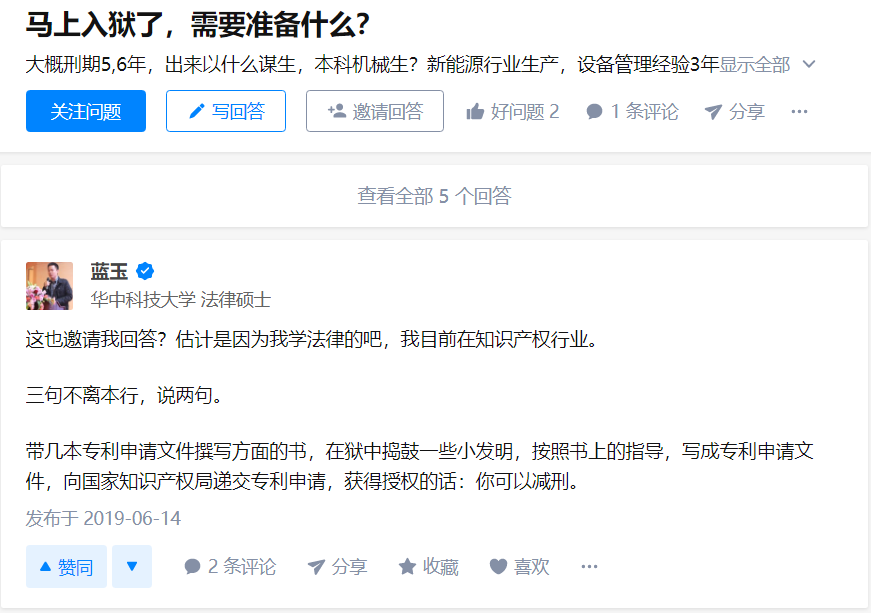 马上入狱了，需要准备什么？
大概刑期5,6年，出来以什么谋生，本科机械生？新能源行业生产，设备管理经验3年显示全部
关注问题 写回答 邀请回答 好问题 2 1 条评论 分享
查看全部 5 个回答
蓝玉
华中科技大学 法律硕士
这也邀请我回答？估计是因为我学法律的吧，我目前在知识产权行业。
三句不离本行，说两句。
带几本专利申请文件撰写方面的书，在狱中捣鼓一些小发明，按照书上的指导，写成专利申请文
件，向国家知识产权局递交专利申请，获得授权的话：你可以减刑。
发布于 2019-06-14
赞同 2 条评论 分享 收藏 喜欢